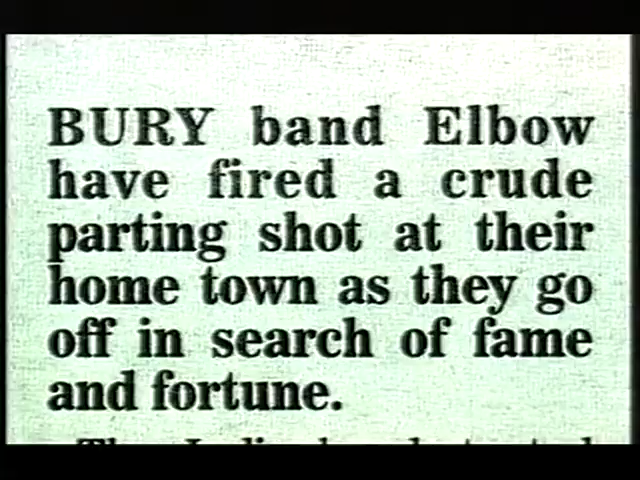 BURY band Elbow
have fired a crude
parting shot at their
home town as they go
off in search of fame
and fortune.